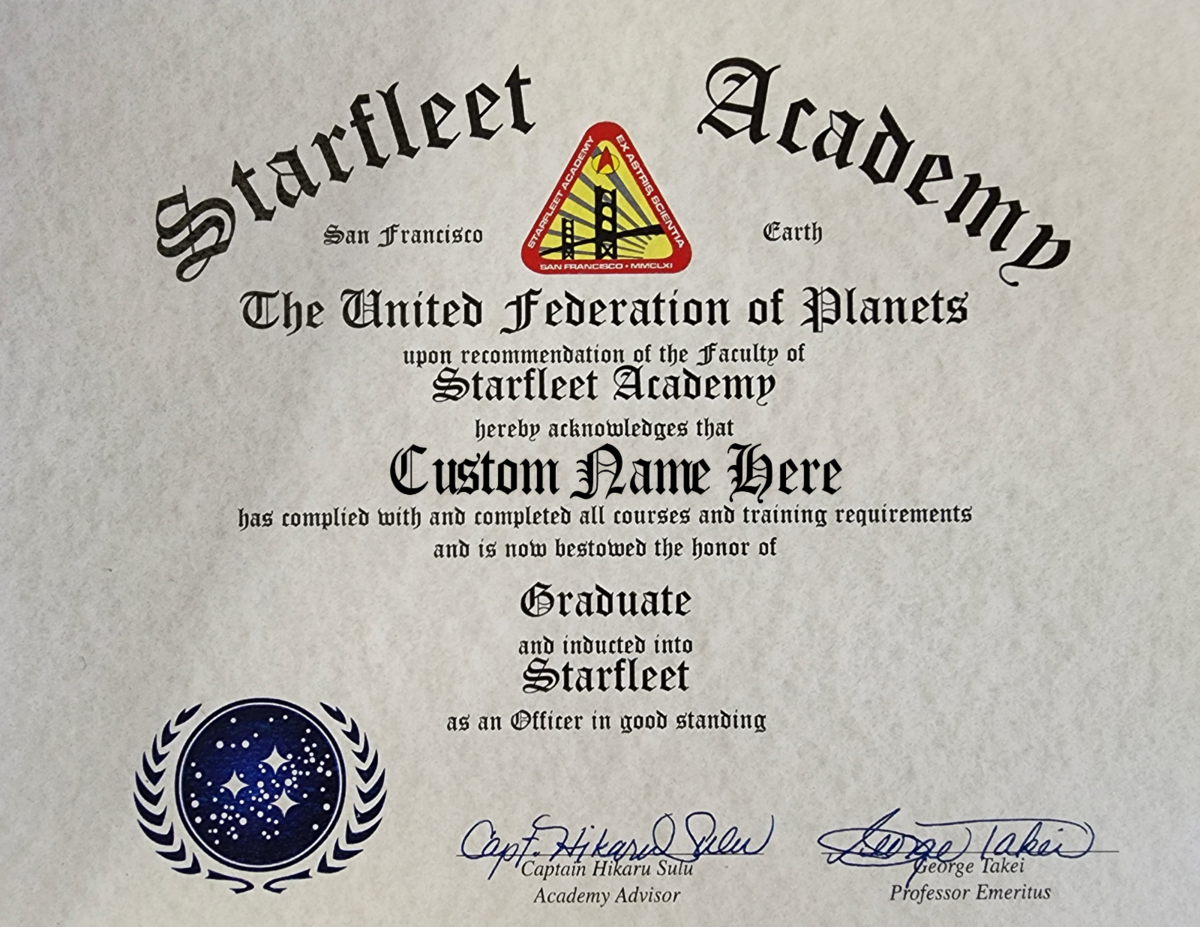 Starfleet Academy
STARFLEET ACADEMY
EX ASTRIS, SCIENTIA
SAN FRANCISCO • MMCLXI
San Francisco
Earth
The United Federation of Planets
upon recommendation of the Faculty of
Starfleet Academy
hereby acknowledges that
Custom Name Here
has complied with and completed all courses and training requirements
and is now bestowed the honor of
Graduate
and inducted into
Starfleet
as an Officer in good standing
Capt. Hikaru Sulu
George Takei
Captain Hikaru Sulu
George Takei
Academy Advisor
Professor Emeritus